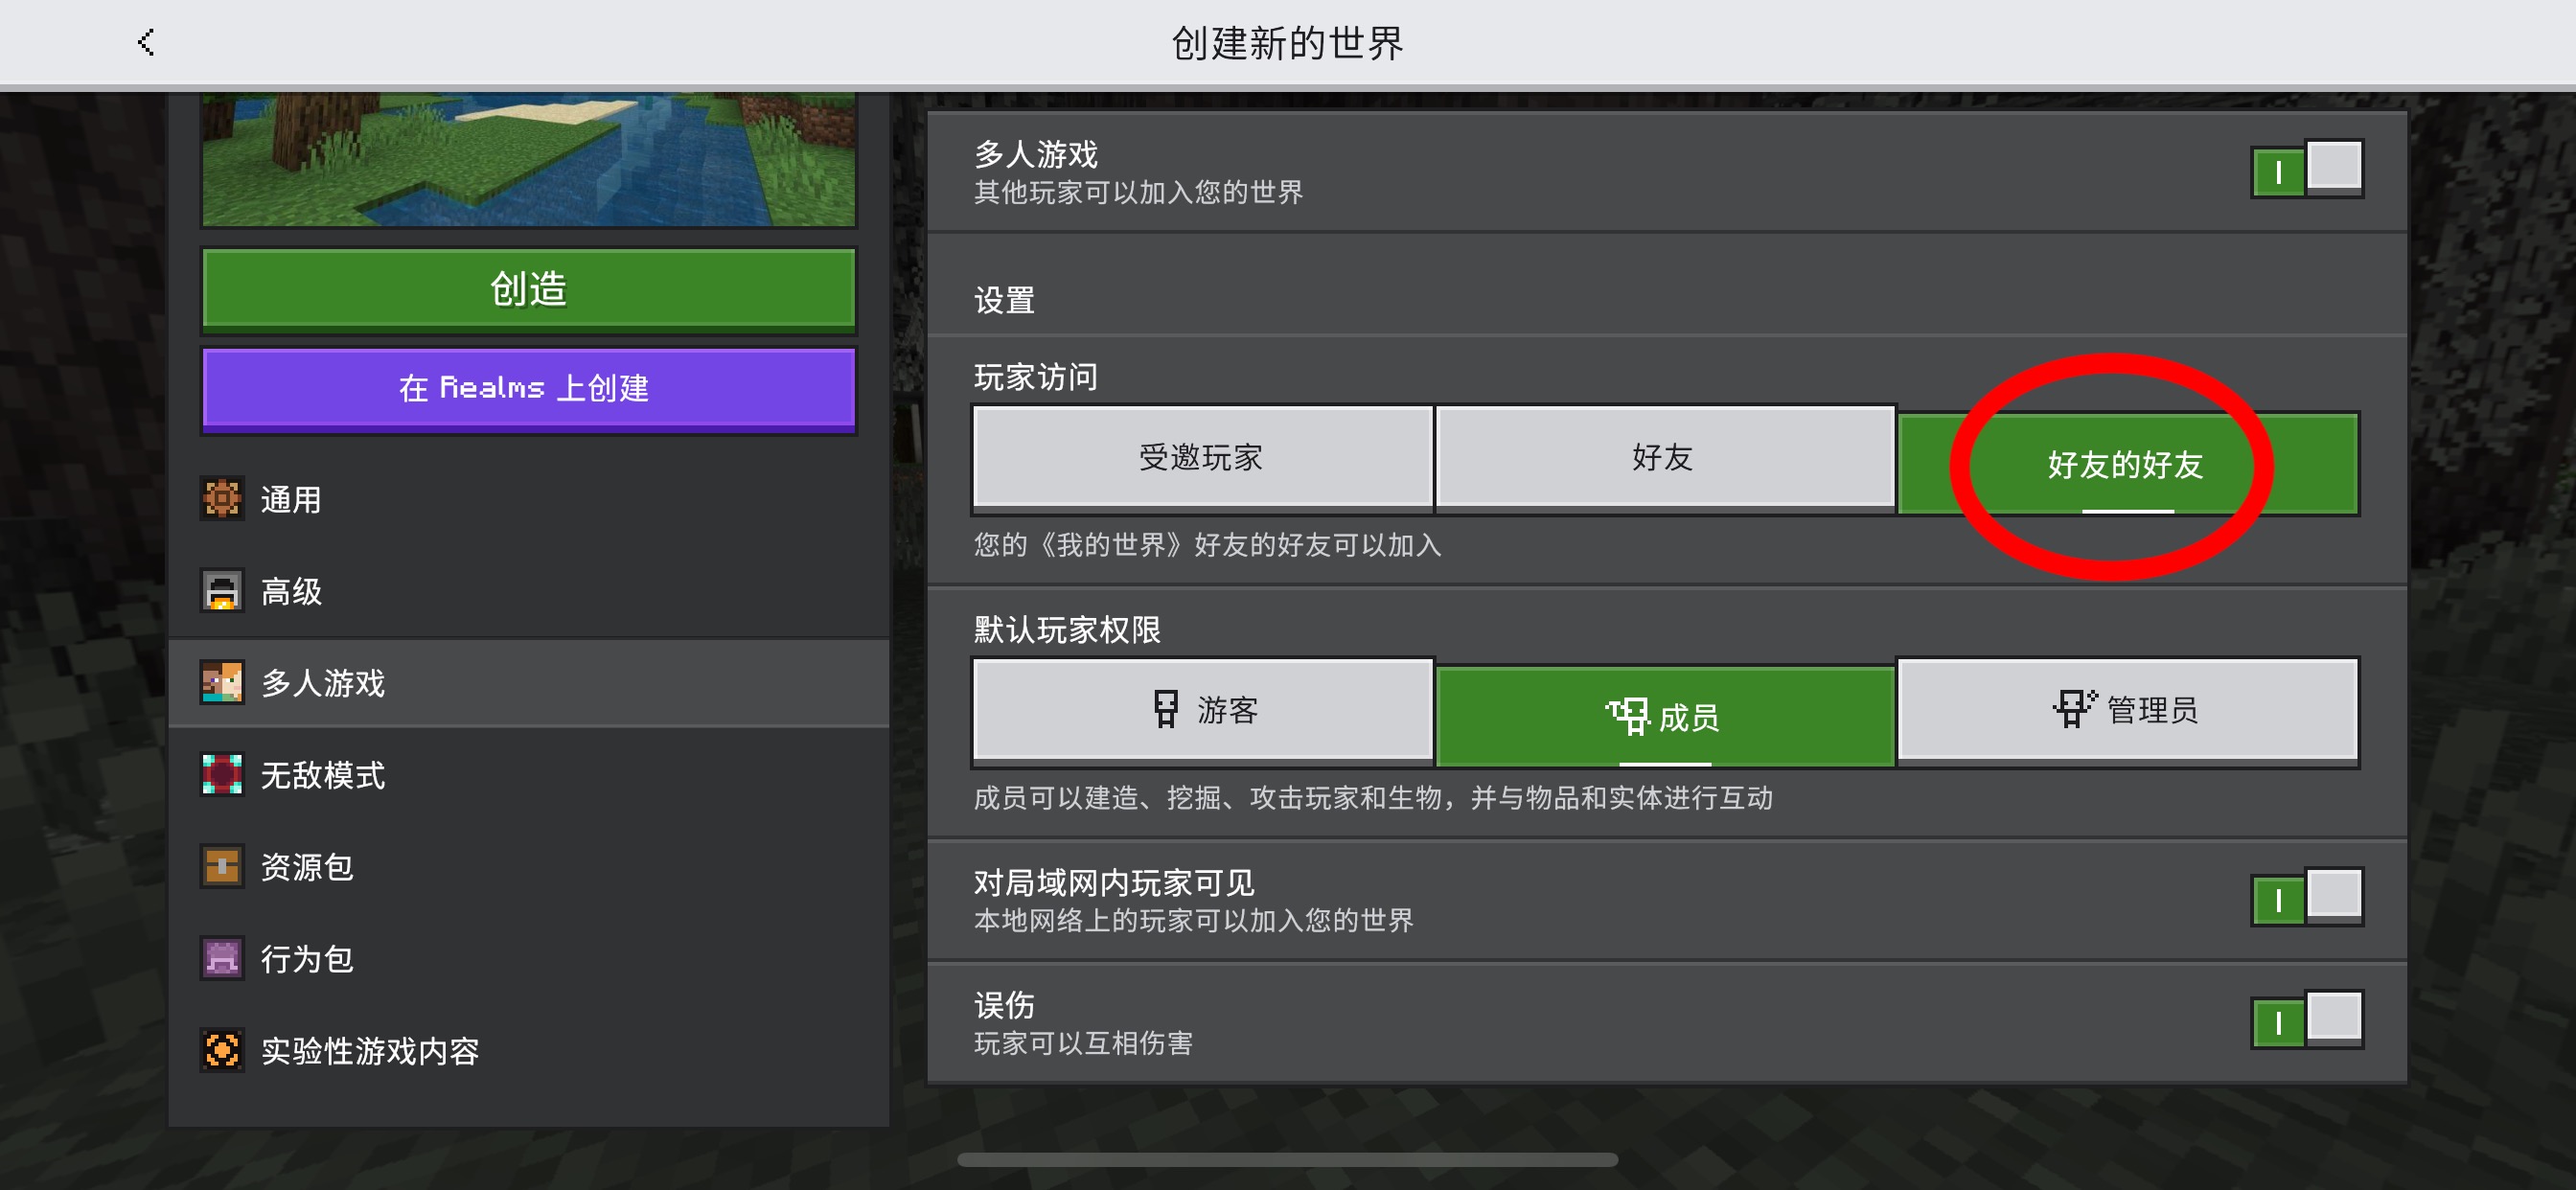 创建新的世界
创造
在 Realms 上创建
通用
高级
多人游戏
无敌模式
资源包
行为包
实验性游戏内容
多人游戏
其他玩家可以加入您的世界
设置
玩家访问
受邀玩家
好友
好友的好友
您的《我的世界》好友的好友可以加入
默认玩家权限
游客
成员
管理员
成员可以建造、挖掘、攻击玩家和生物，并与物品和实体进行互动
对局域网内玩家可见
本地网络上的玩家可以加入您的世界
误伤
玩家可以互相伤害